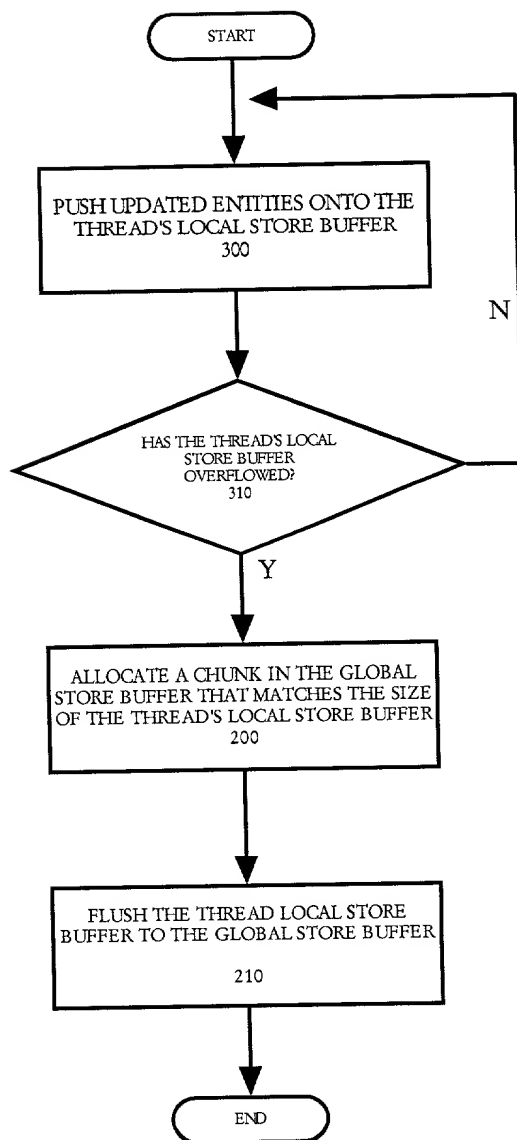 START
PUSH UPDATED ENTITIES ONTO THE
THREAD'S LOCAL STORE BUFFER
300
N
HAS THE THREAD'S LOCAL
STORE BUFFER
OVERFLOWED?
310
Y
ALLOCATE A CHUNK IN THE GLOBAL
STORE BUFFER THAT MATCHES THE SIZE
OF THE THREAD'S LOCAL STORE BUFFER
200
FLUSH THE THREAD LOCAL STORE
BUFFER TO THE GLOBAL STORE BUFFER
210
END